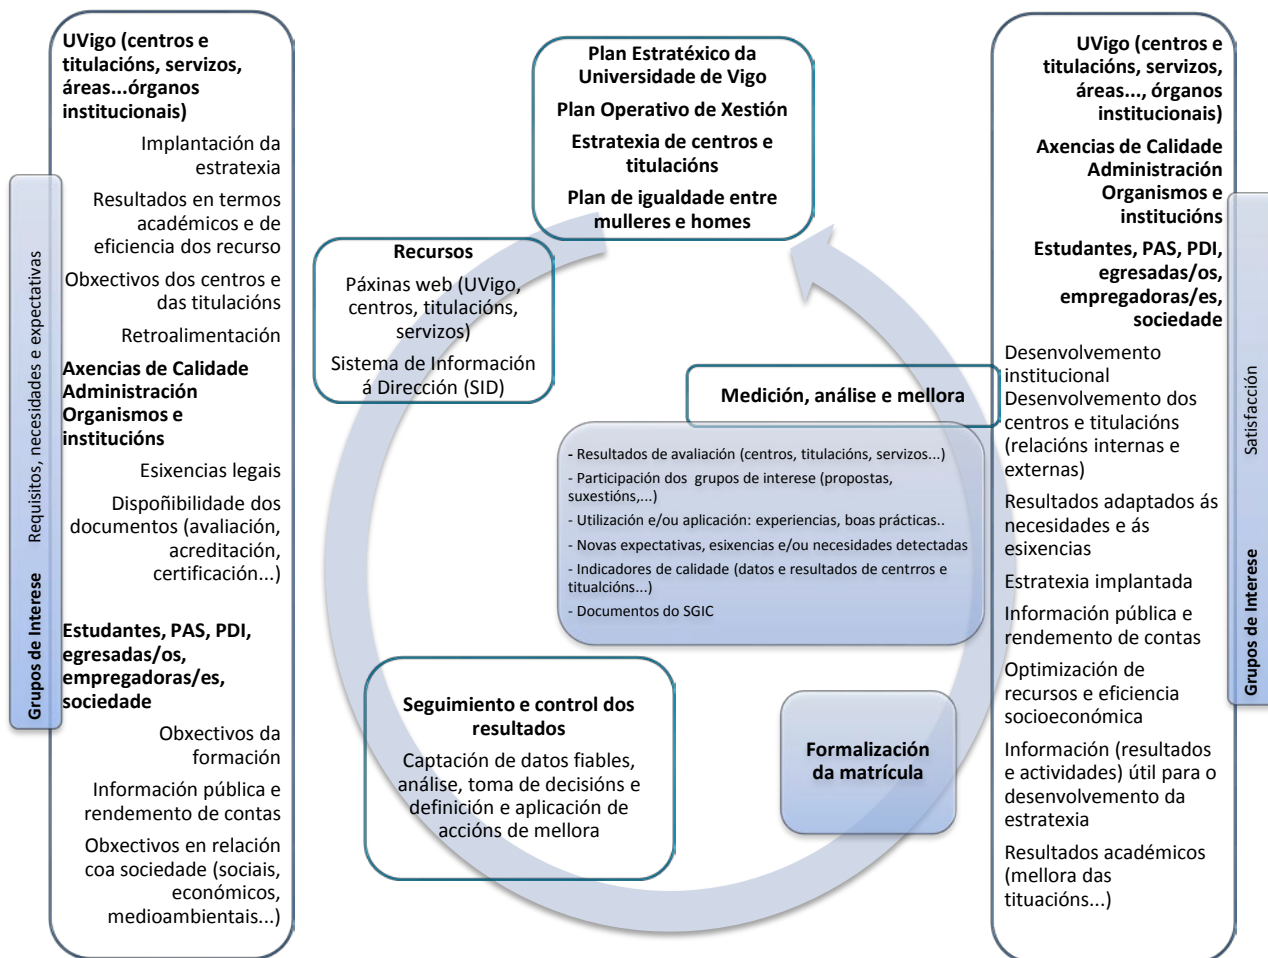 UVigo (centros e
titulacións, servizos,
áreas...órganos
institucionais)
Implantación da
estratexia
Resultados en termos
académicos e de
eficiencia dos recurso
Obxectivos dos centros e
das titulacións
Retroalimentación
Axencias de Calidade
Administración
Organismos e
institucións
Esixencias legais
Dispoñibilidade dos
documentos (avaliación,
acreditación,
certificación...)
Estudantes, PAS, PDI,
egresadas/os,
empregadoras/es,
sociedade
Obxectivos da
formación
Información pública e
rendemento de contas
Obxectivos en relación
coa sociedade (sociais,
económicos,
medioambientais...)
Grupos de Interese Requisitos, necesidades e expectativas
Plan Estratéxico da
Universidade de Vigo
Plan Operativo de Xestión
Estratexia de centros e
titulacións
Plan de igualdade entre
mulleres e homes
Recursos
Páxinas web (UVigo,
centros, titulacións,
servizos)
Sistema de Información
á Dirección (SID)
Medición, análise e mellora
- Resultados de avaliación (centros, titulacións, servizos...)
- Participación dos grupos de interese (propostas,
suxestións,...)
- Utilización e/ou aplicación: experiencias, boas prácticas..
- Novas expectativas, esixencias e/ou necesidades detectadas
- Indicadores de calidade (datos e resultados de centrros e
titualcións...)
- Documentos do SGIC
Seguimiento e control dos
resultados
Captación de datos fiables,
análise, toma de decisións e
definición e aplicación de
accións de mellora
Formalización
da matrícula
UVigo (centros e
titulacións, servizos,
áreas..., órganos
institucionais)
Axencias de Calidade
Administración
Organismos e
institucións
Estudantes, PAS, PDI,
egresadas/os,
empregadoras/es,
sociedade
Desenvolvemento
institucional
Desenvolvemento dos
centros e titulacións
(relacións internas e
externas)
Resultados adaptados ás
necesidades e ás
esixencias
Estratexia implantada
Información pública e
rendemento de contas
Optimización de
recursos e eficiencia
socioeconómica
Información (resultados
e actividades) útil para o
desenvolvemento da
estratexia
Resultados académicos
(mellora das
tituacións...)
Grupos de Interese Satisfacción